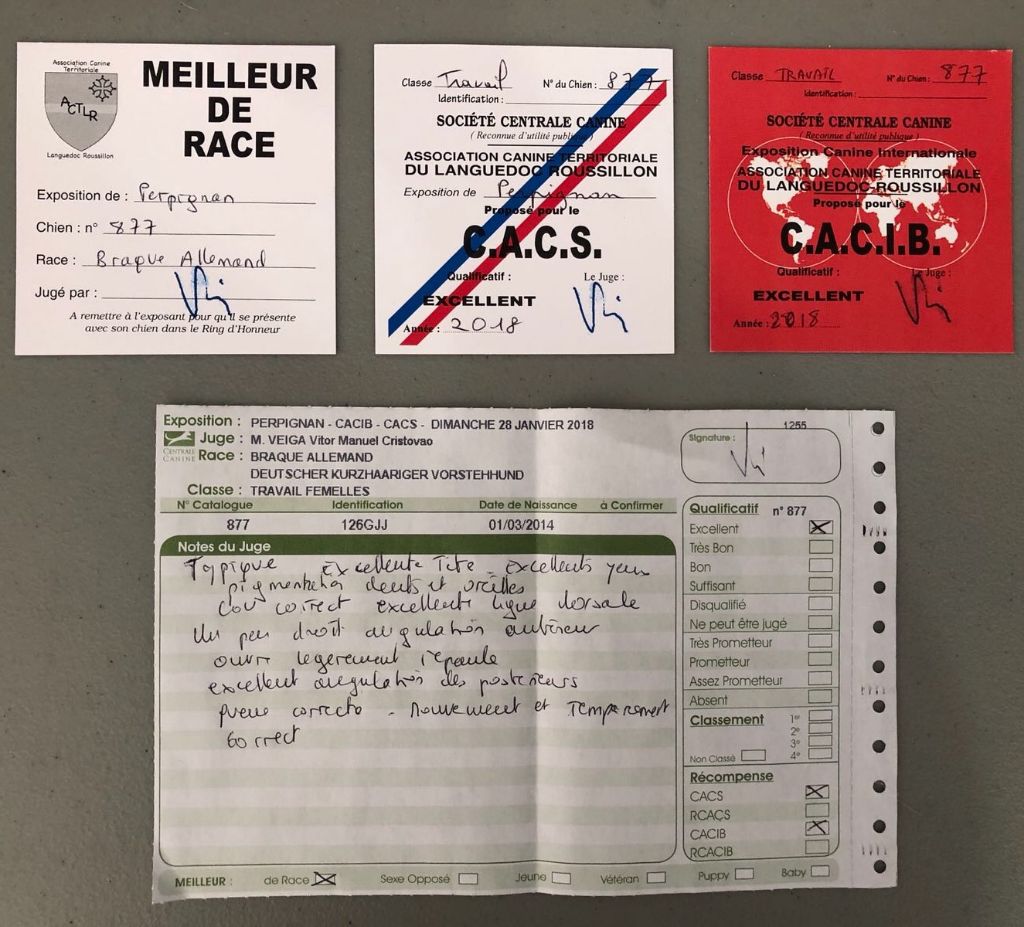 Association Canine
Territoriale
ACTLR
Languedoc Roussillon
MEILLEUR
DE
RACE
Exposition de : Perpignan
Chien : n° 877
Race : Braque Allemand
Jugé par :
A remettre à l'exposant pour qu'il se présente
avec son chien dans le Ring d'Honneur
Classe Travail N° du Chien : 877
Identification :
SOCIÉTÉ CENTRALE CANINE
( Reconnue d'utilité publique )
ASSOCIATION CANINE TERRITORIALE
DU LANGUEDOC ROUSSILLON
Exposition de Perpignan
Proposé pour le
C.A.C.S.
Qualificatif : Le Juge :
EXCELLENT
Année : 2018
Classe TRAVAIL N° du Chien : 877
Identification :
SOCIÉTÉ CENTRALE CANINE
( Reconnue d'utilité publique )
Exposition Canine Internationale
ASSOCIATION CANINE TERRITORIALE
DU LANGUEDOC-ROUSSILLON
Proposé pour le
C.A.C.I.B.
Qualificatif : Le Juge :
EXCELLENT
Année : 2018
Exposition : PERPIGNAN - CACIB - CACS - DIMANCHE 28 JANVIER 2018
Juge : M. VEIGA Vitor Manuel Cristovao
CENTRALE
CANINE
Race : BRAQUE ALLEMAND
DEUTSCHER KURZHAARIGER VORSTEHHUND
Classe : TRAVAIL FEMELLES
1255
Signature :
N° Catalogue Identification Date de Naissance à Confirmer
877 126GJJ 01/03/2014
Notes du Juge
Typique Excellente Tete - excellents yeux
pigmentation dents et oreilles
Cou correct excellente ligne dorsale
Un peu droit angulation antérieur
ouvre legerement l'epaule
excellent angulation des posterieurs
correcte - mouvement et Temperament
Correct
Qualificatif n° 877
Excellent
Très Bon
Bon
Suffisant
Disqualifié
Ne peut être jugé
Très Prometteur
Prometteur
Assez Prometteur
Absent
Classement 1er
2e
3e
Non Classé 4e
Récompense
CACS
RCACS
CACIB
RCACIB
MEILLEUR : de Race Sexe Opposé Jeune Vétéran Puppy Baby